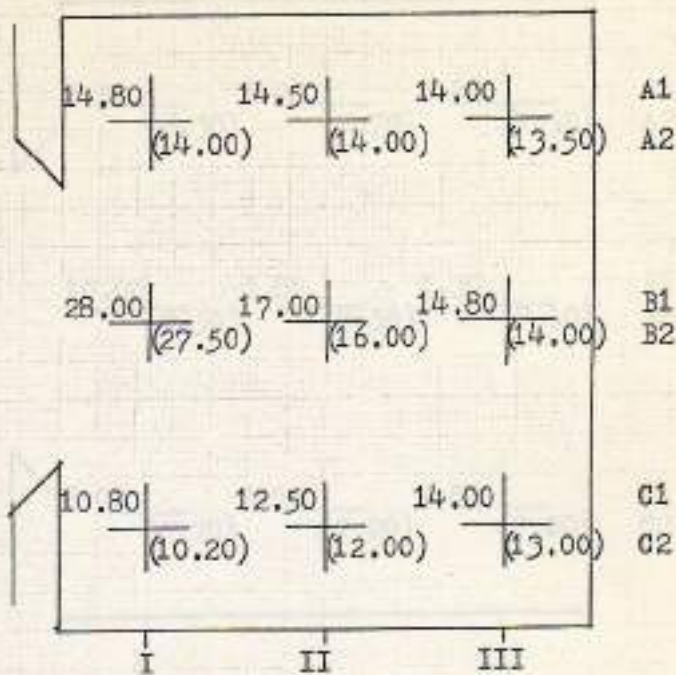 14.80 14.50 14.00 A1
(14.00) (14.00) (13.50) A2
28.00 17.00 14.80 B1
(27.50) (16.00) (14.00) B2
10.80 12.50 14.00 C1
(10.20) (12.00) (13.00) C2
I II III